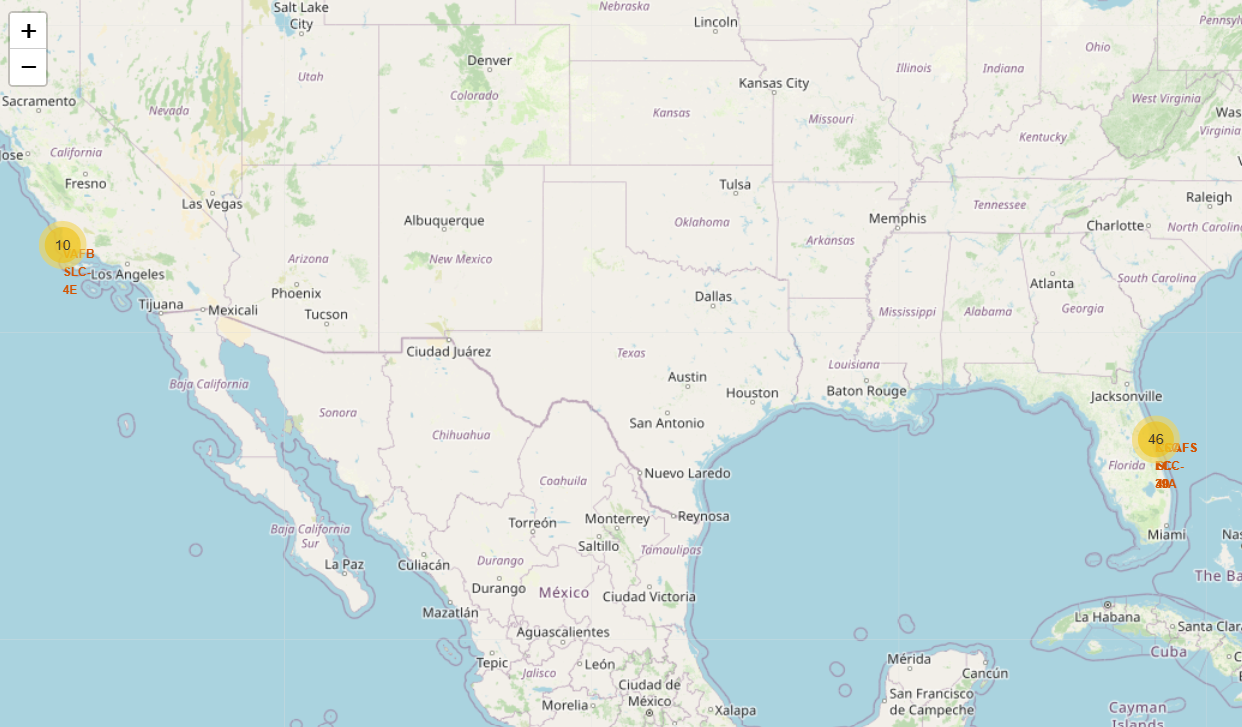 Salt Lake
City
Nebraska
Lincoln
Pennsylv
+
−
Denver
Ohio
Utah
Illinois
Indiana
Kansas City
Colorado
Sacramento
West Virginia
Nevada
Kansas
Missouri
Was
Kentucky
Virginia
ose
California
Fresno
Tulsa
Las Vegas
Raleigh
Tennessee
Albuquerque
Oklahoma
Memphis
Charlotte
North Carolin
10
VAFB
SLC-
4E
Arkansas
Arizona
New Mexico
Los Angeles
South Carolina
Atlanta
Phoenix
Dallas
Tijuana
Mexicali
Tucson
Mississippi
Alabama
Georgia
Ciudad Juárez
Texas
Louisiana
Baja California
Austin
Houston
Baton Rouge
Jacksonville
Sonora
San Antonio
Chihuahua
46
AFS
Florida
Nuevo Laredo
Coahuila
Torreón
Monterrey
Reynosa
Baja California
Sur
Saltillo
Tamaulipas
Miami
Nas
La Paz
Culiacán
Durango
The Ba
Durango
México
Ciudad Victoria
Mazatlán
La Habana
Santa Clar
Aguascalientes
Cuba
Tepic
León
Mérida
Jalisco
Cancún
Ciudad de
México
San Francisco
de Campeche
Morelia
Xalapa
Cayman
Islands